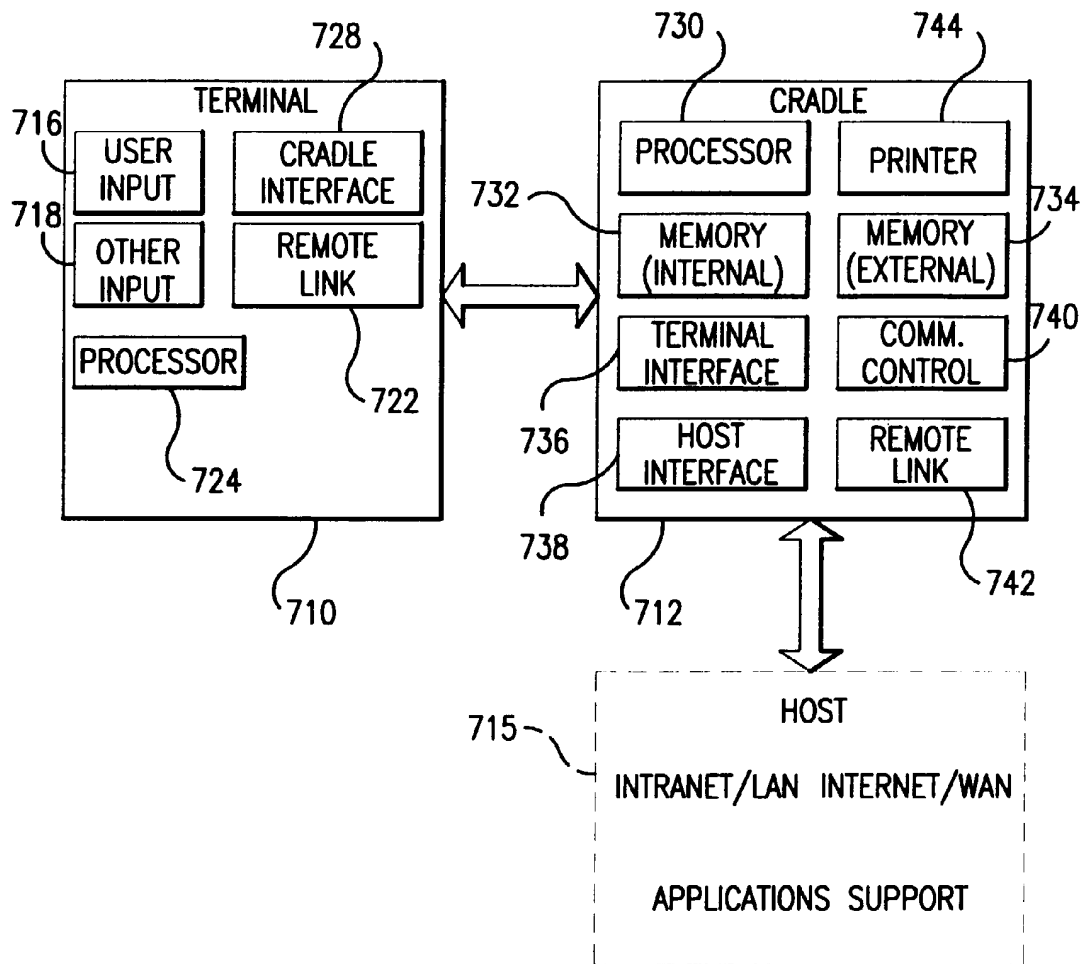 728
730
744
TERMINAL
CRADLE
716
USER
INPUT
CRADLE
INTERFACE
PROCESSOR
PRINTER
718
OTHER
INPUT
REMOTE
LINK
732
MEMORY
(INTERNAL)
MEMORY
(EXTERNAL)
734
PROCESSOR
722
TERMINAL
INTERFACE
COMM.
CONTROL
740
724
736
HOST
INTERFACE
REMOTE
LINK
738
710
712
742
715
HOST
INTRANET/LAN INTERNET/WAN
APPLICATIONS SUPPORT